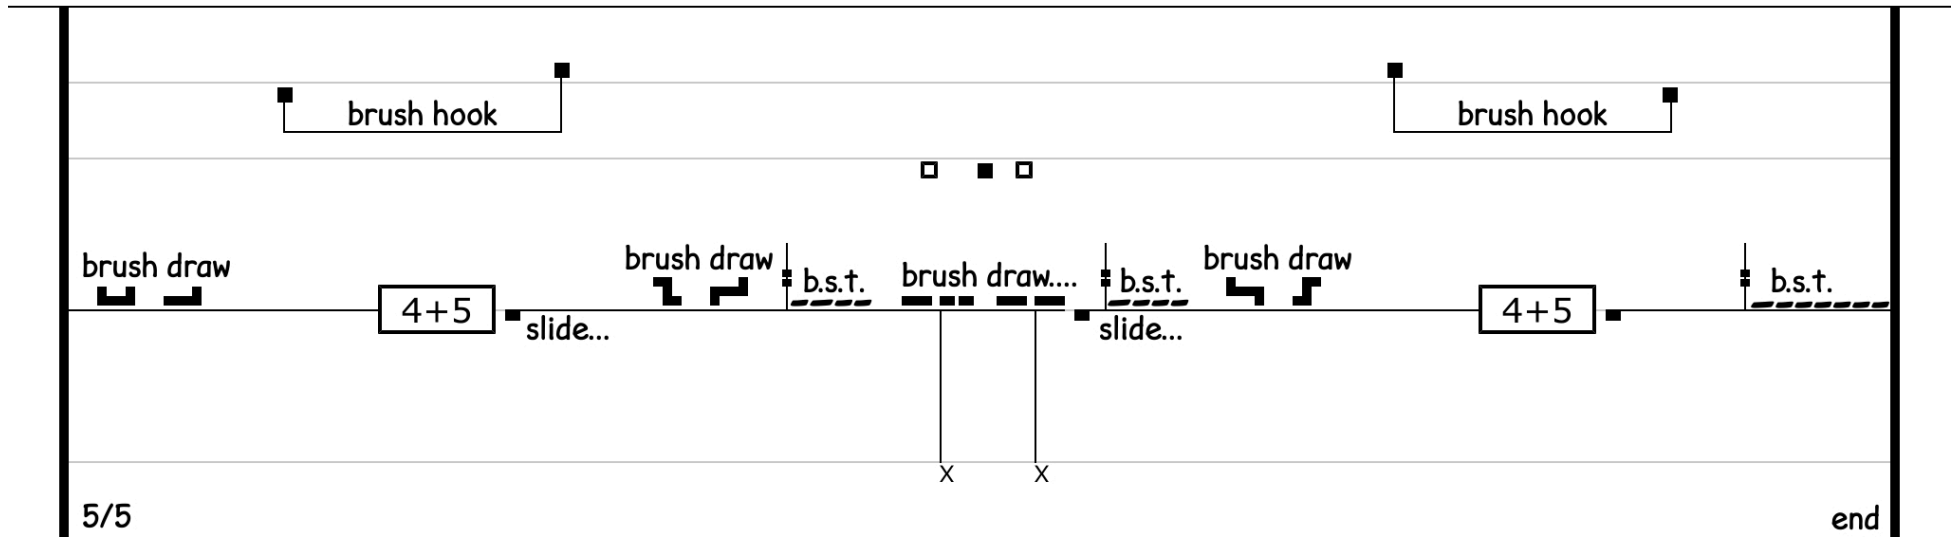 brush hook
brush hook
brush draw
4+5
slide...
brush draw
b.s.t.
brush draw....
slide...
b.s.t.
brush draw
4+5
b.s.t.
X
X
5/5
end